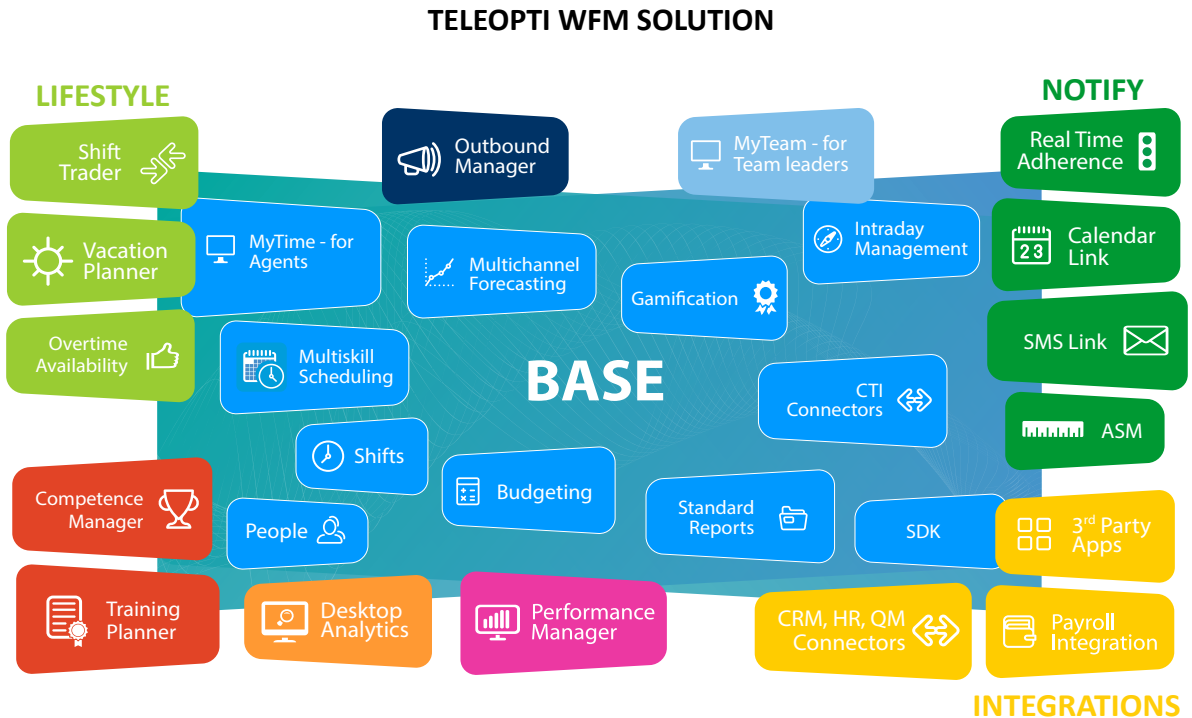 TELEOPTI WFM SOLUTION
LIFESTYLE
NOTIFY
Shift
Trader
Outbound
Manager
MyTeam - for
Team leaders
Real Time
Adherence
Vacation
Planner
MyTime - for
Agents
Multichannel
Forecasting
Gamification
Intraday
Management
23
Calendar
Link
Overtime
Availability
Multiskill
Scheduling
BASE
CTI
Connectors
SMS Link
ASM
Shifts
Competence
Manager
People
Budgeting
Standard
Reports
SDK
3rd Party
Apps
Training
Planner
Desktop
Analytics
Performance
Manager
CRM, HR, QM
Connectors
Payroll
Integration
INTEGRATIONS